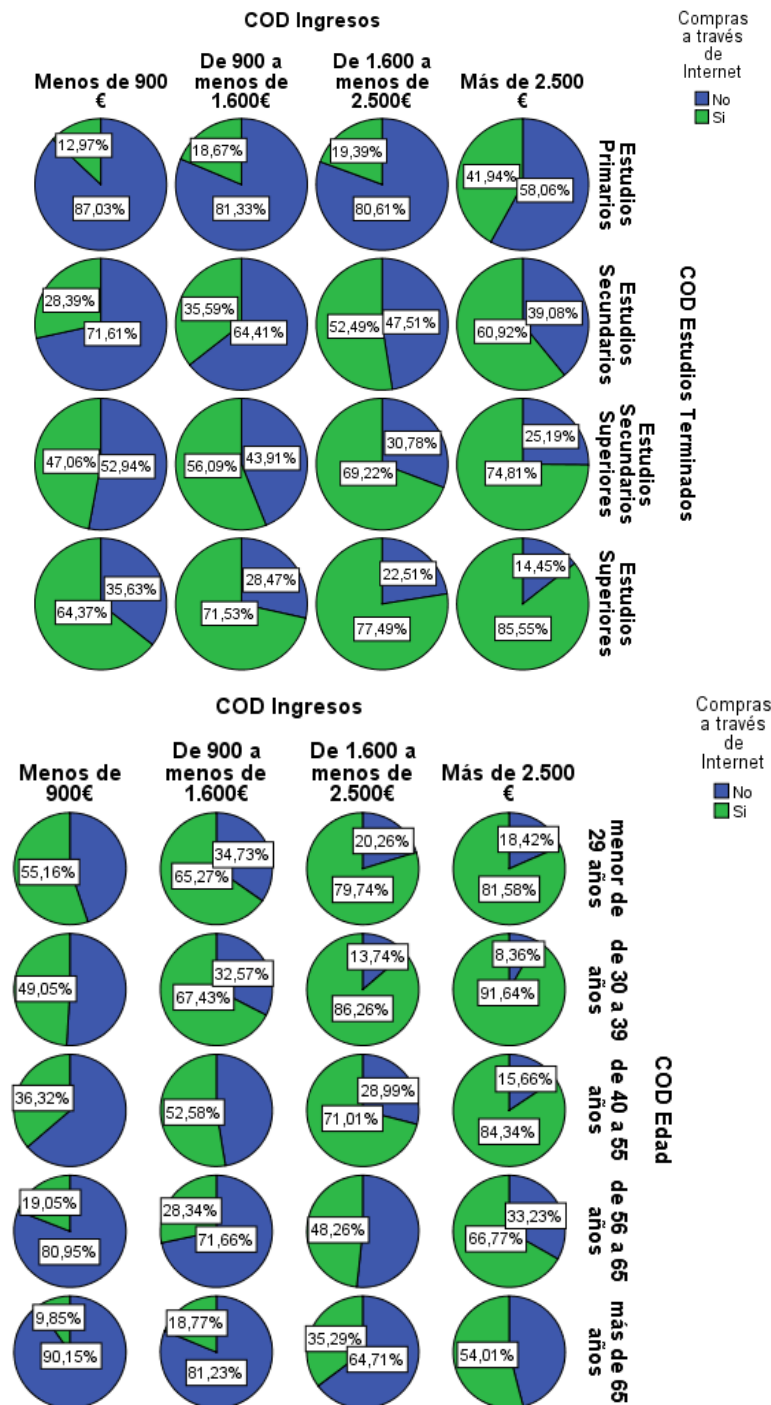 COD Ingresos
Compras
a través
de
Internet
No
Si
Menos de 900
€
De 900 a
menos de
1.600€
De 1.600 a
menos de
2.500€
Más de 2.500
€
12,97%
87,03%
18,67%
81,33%
19,39%
80,61%
41,94%
58,06%
Estudios
Primarios
28,39%
71,61%
35,59%
64,41%
52,49%
47,51%
60,92%
39,08%
Estudios
Secundarios
47,06%
52,94%
56,09%
43,91%
69,22%
30,78%
74,81%
25,19%
Estudios
Secundarios
Superiores
64,37%
35,63%
71,53%
28,47%
77,49%
22,51%
85,55%
14,45%
Estudios
Superiores
COD Estudios Terminados
COD Ingresos
Compras
a través
de
Internet
No
Si
Menos de
900€
De 900 a
menos de
1.600€
De 1.600 a
menos de
2.500€
Más de 2.500
€
55,16%
34,73%
65,27%
20,26%
79,74%
18,42%
81,58%
menor de
29 años
49,05%
32,57%
67,43%
13,74%
86,26%
8,36%
91,64%
de 30 a 39
años
36,32%
52,58%
28,99%
71,01%
15,66%
84,34%
de 40 a 55
años
19,05%
80,95%
28,34%
71,66%
48,26%
33,23%
66,77%
de 56 a 65
años
9,85%
90,15%
18,77%
81,23%
35,29%
64,71%
54,01%
más de 65
años
COD Edad